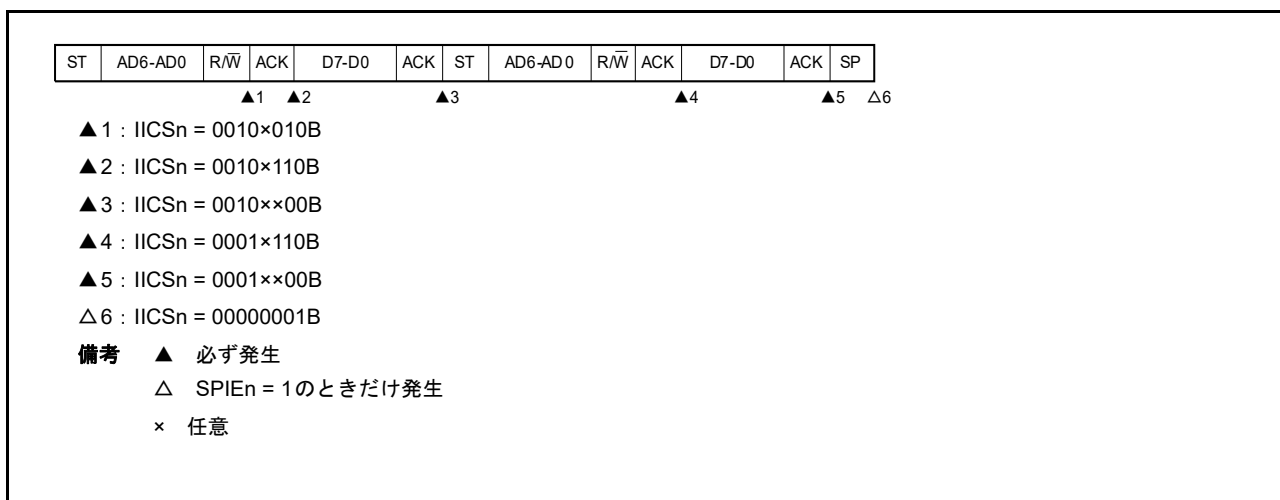 ST AD6-AD0 R/W̅ ACK D7-D0 ACK ST AD6-AD0 R/W̅ ACK D7-D0 ACK SP
▲1 ▲2 ▲3 ▲4 ▲5 △6
▲1：IICSn = 0010×010B
▲2：IICSn = 0010×110B
▲3：IICSn = 0010××00B
▲4：IICSn = 0001×110B
▲5：IICSn = 0001××00B
△6：IICSn = 00000001B
備考 ▲ 必ず発生
△ SPIEn = 1のときだけ発生
× 任意